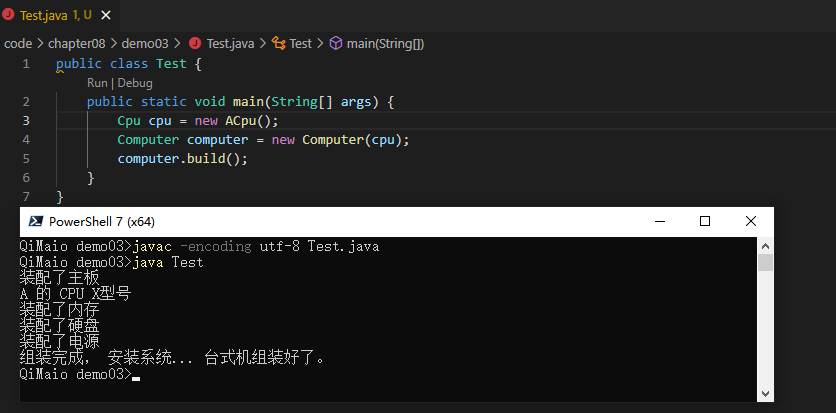 Test.java 1, U
code > chapter08 > demo03 > Test.java > Test > main(String[])
1 public class Test {
Run | Debug
2 public static void main(String[] args) {
3 Cpu cpu = new ACpu();
4 Computer computer = new Computer(cpu);
5 computer.build();
6 }
7 }
PowerShell 7 (x64)
QiMaio demo03>javac -encoding utf-8 Test.java
QiMaio demo03>java Test
装配了主板
A 的 CPU X型号
装配了内存
装配了硬盘
装配了电源
组装完成， 安装系统... 台式机组装好了。
QiMaio demo03>